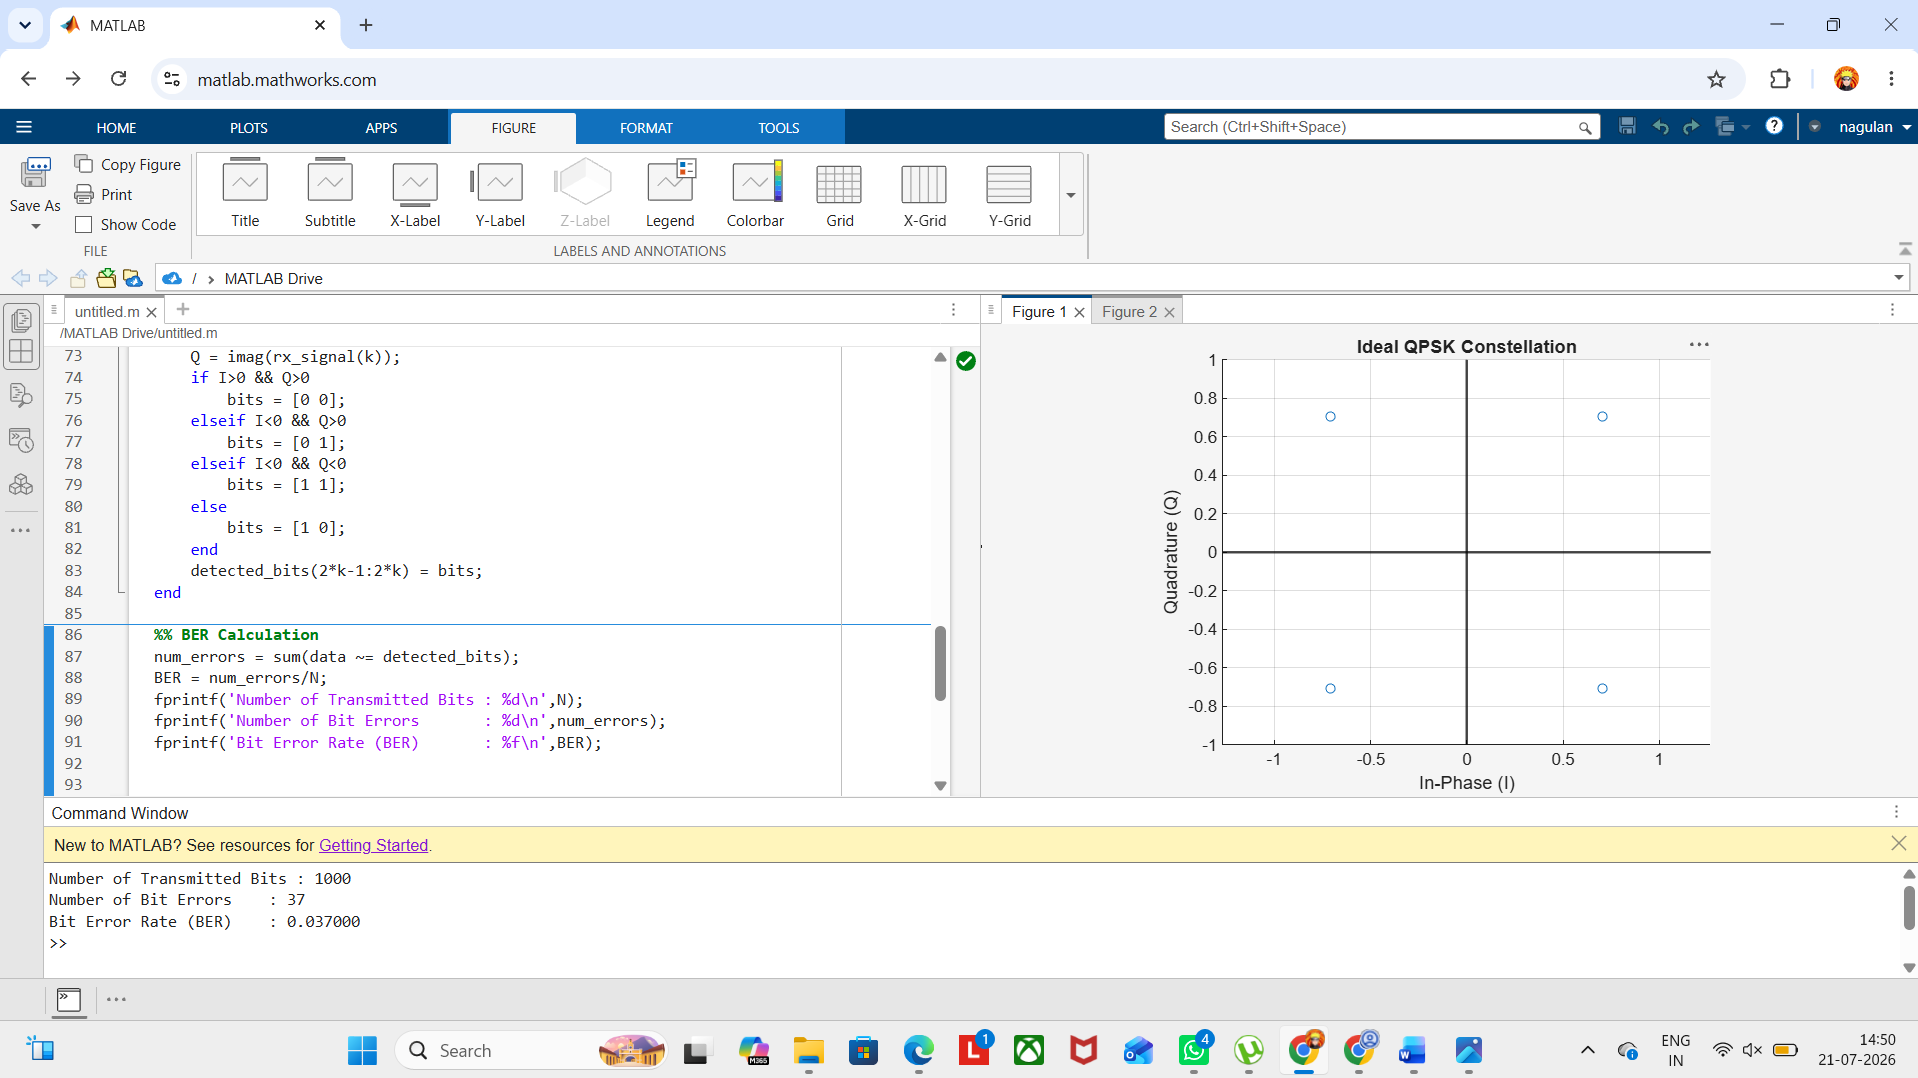 MATLAB
matlab.mathworks.com
HOME
PLOTS
APPS
FIGURE
FORMAT
TOOLS
Search (Ctrl+Shift+Space)
nagulan
Save As
Copy Figure
Print
Show Code
FILE
Title
Subtitle
X-Label
Y-Label
Z-Label
Legend
Colorbar
Grid
X-Grid
Y-Grid
LABELS AND ANNOTATIONS
/ › MATLAB Drive
untitled.m
/MATLAB Drive/untitled.m
73 Q = imag(rx_signal(k));
74 if I>0 && Q>0
75 bits = [0 0];
76 elseif I<0 && Q>0
77 bits = [0 1];
78 elseif I<0 && Q<0
79 bits = [1 1];
80 else
81 bits = [1 0];
82 end
83 detected_bits(2*k-1:2*k) = bits;
84 end
85
86 %% BER Calculation
87 num_errors = sum(data ~= detected_bits);
88 BER = num_errors/N;
89 fprintf('Number of Transmitted Bits : %d\n',N);
90 fprintf('Number of Bit Errors       : %d\n',num_errors);
91 fprintf('Bit Error Rate (BER)       : %f\n',BER);
92
93
Figure 1
Figure 2
Ideal QPSK Constellation
1
0.8
0.6
0.4
0.2
0
-0.2
-0.4
-0.6
-0.8
-1
Quadrature (Q)
-1 -0.5 0 0.5 1
In-Phase (I)
Command Window
New to MATLAB? See resources for Getting Started.
Number of Transmitted Bits : 1000
Number of Bit Errors    : 37
Bit Error Rate (BER)    : 0.037000
>>
Search
M365
L
1
4
W
ENG
IN
14:50
21-07-2026